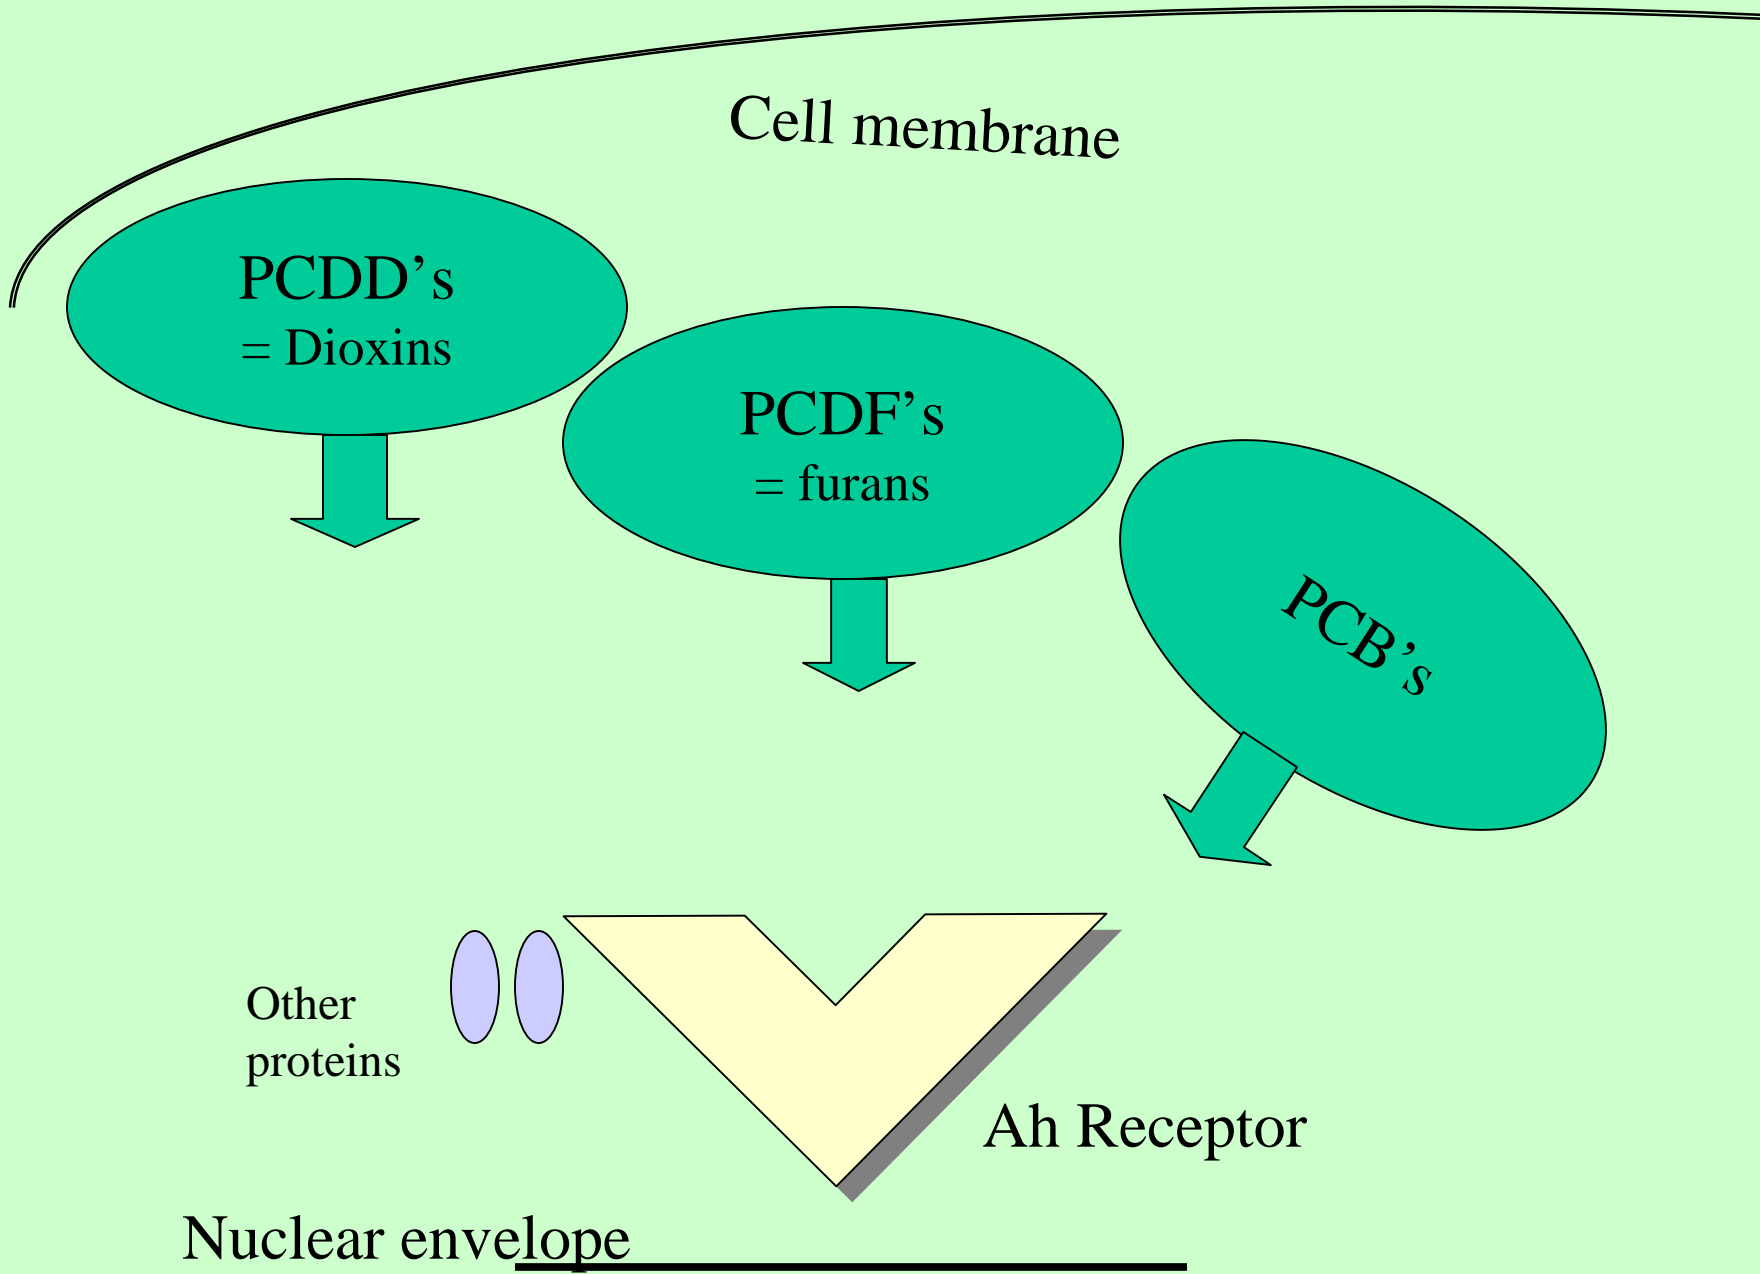 Cell membrane
PCDD’s
= Dioxins
PCDF’s
= furans
PCB’s
Other
proteins
Ah Receptor
Nuclear envelope